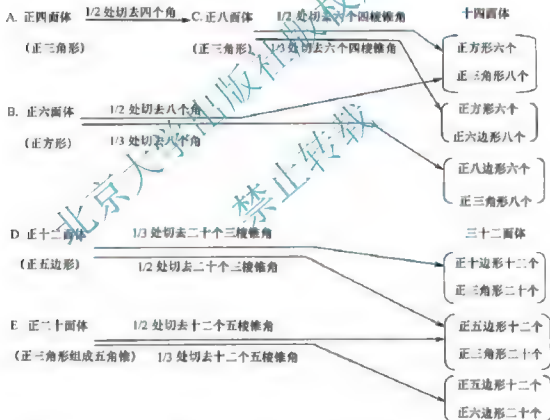 A. 正四面体 1/2 处切去四个角 C. 正八面体 1/2 处切去六个四棱锥角 十四面体
(正三角形) (正三角形) 1/3 处切去六个四棱锥角 正方形六个
正三角形八个
B. 正六面体 1/2 处切去八个角 正方形六个
(正方形) 1/3 处切去八个角 正六边形八个
正八边形六个
正三角形八个
D 正十二面体 1/3 处切去二十个三棱锥角 三十二面体
(正五边形) 1/2 处切去二十个三棱锥角 正十边形十二个
正三角形二十个
E 正二十面体 1/2 处切去十二个五棱锥角 正五边形十二个
(正三角形组成五角锥) 1/3 处切去十二个五棱锥角 正三角形二十个
正五边形十二个
正六边形二十个
北京大学出版社版权
禁止转载